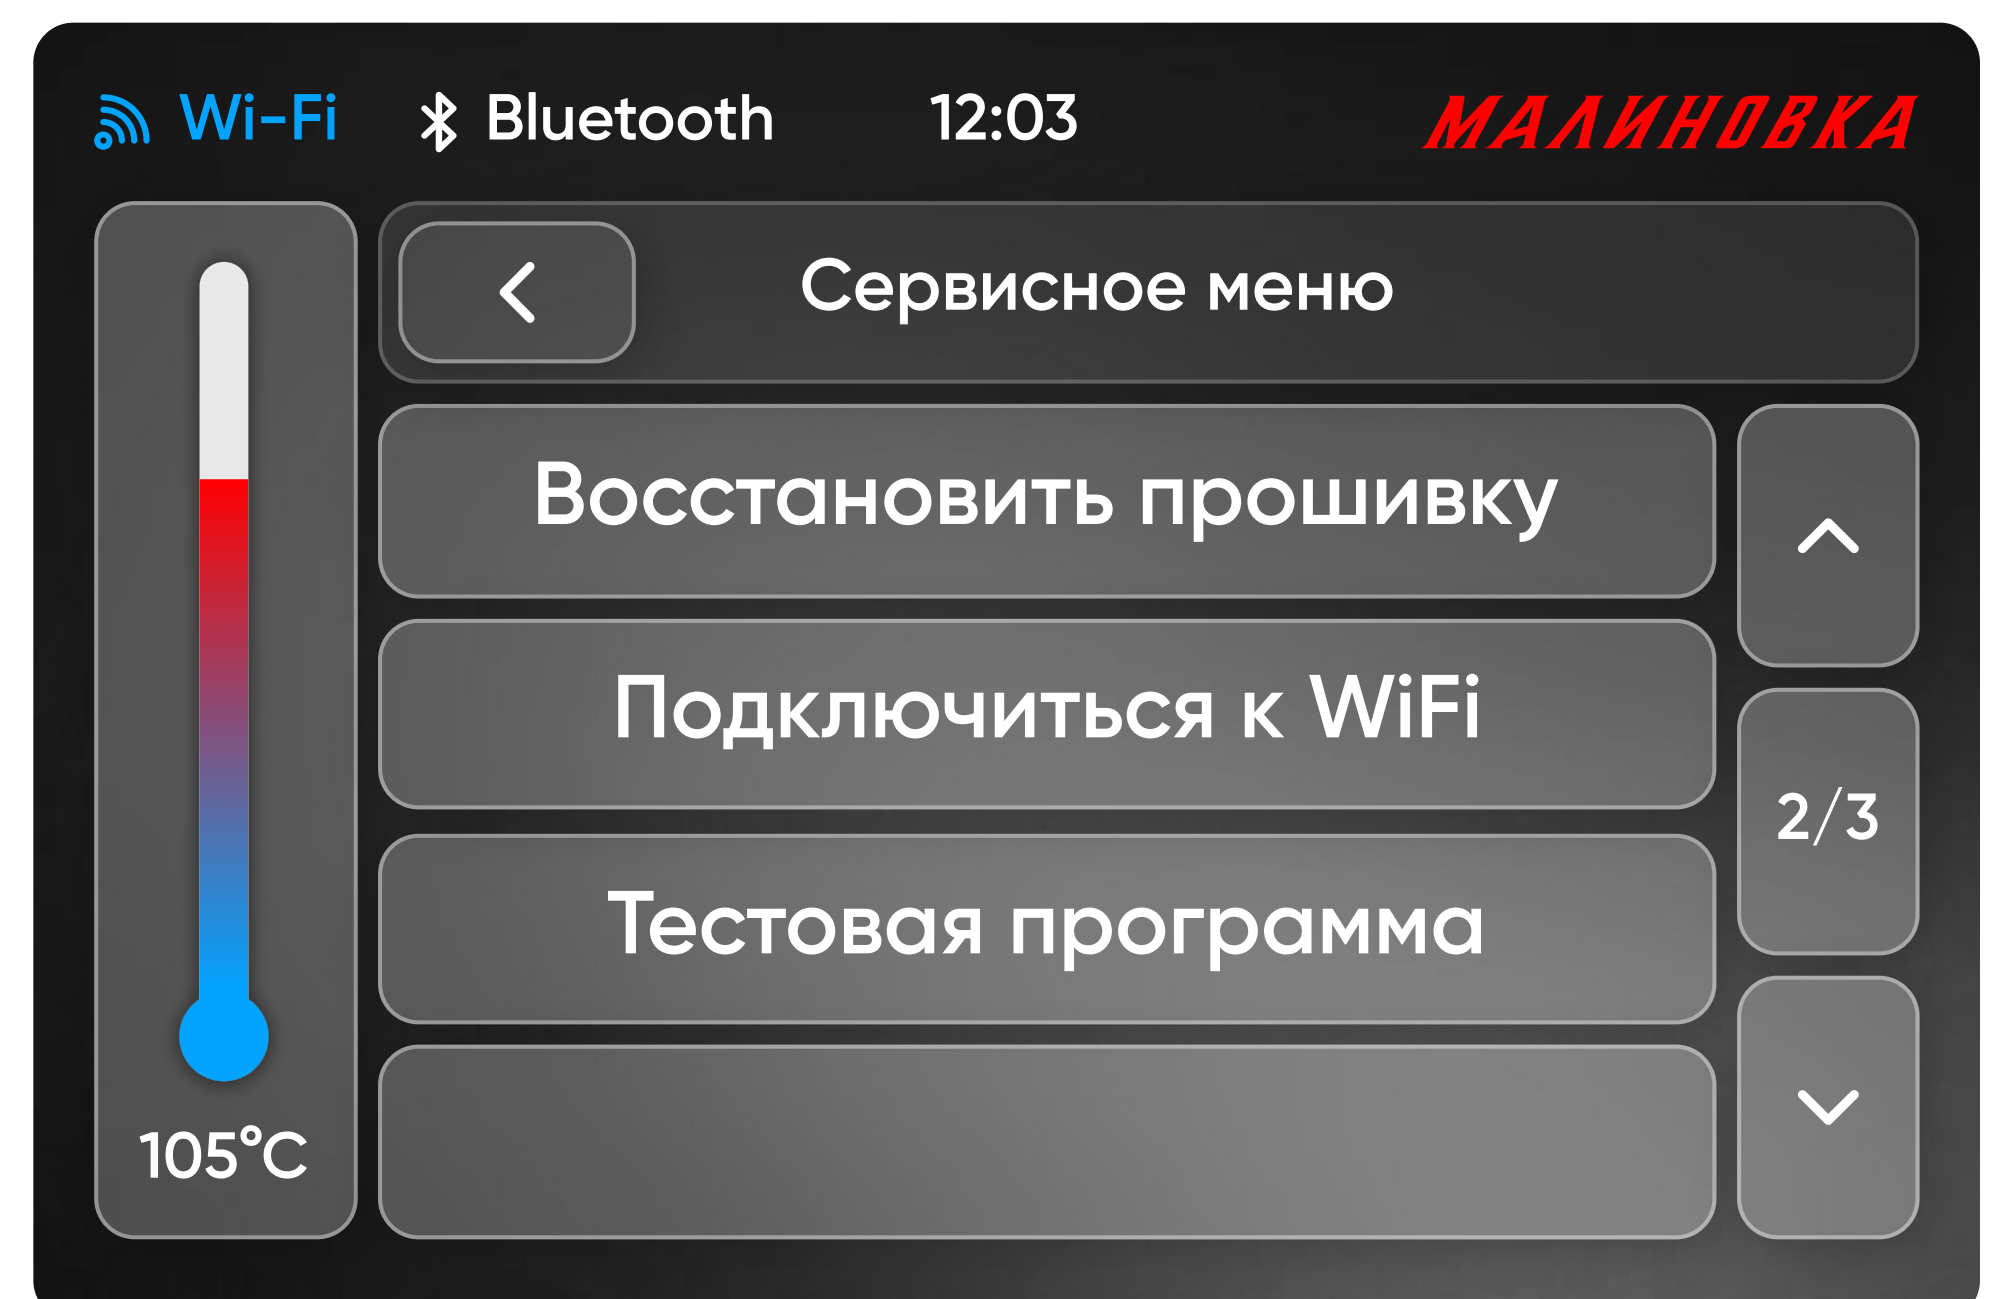 Wi-Fi Bluetooth 12:03 МАЛИНОВКА
Сервисное меню
Восстановить прошивку
Подключиться к WiFi
2/3
Тестовая программа
105°C